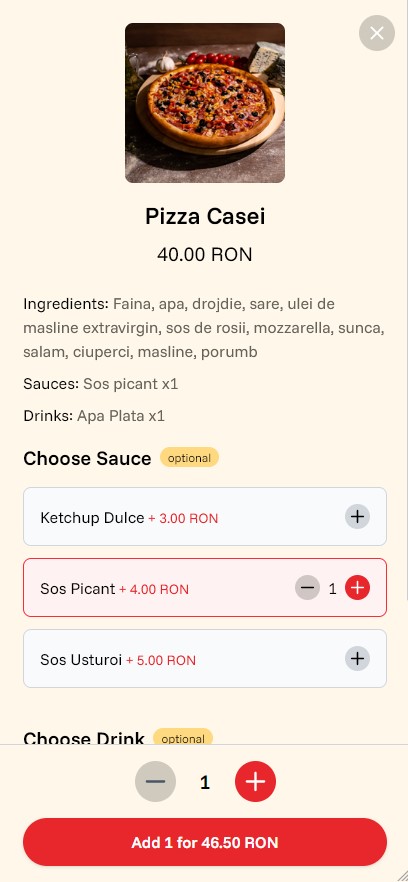 Pizza Casei
40.00 RON
Ingredients: Faina, apa, drojdie, sare, ulei de
masline extravirgin, sos de rosii, mozzarella, sunca,
salam, ciuperci, masline, porumb
Sauces: Sos picant x1
Drinks: Apa Plata x1
Choose Sauce optional
Ketchup Dulce + 3.00 RON
Sos Picant + 4.00 RON 1
Sos Usturoi + 5.00 RON
Choose Drink optional
1
Add 1 for 46.50 RON